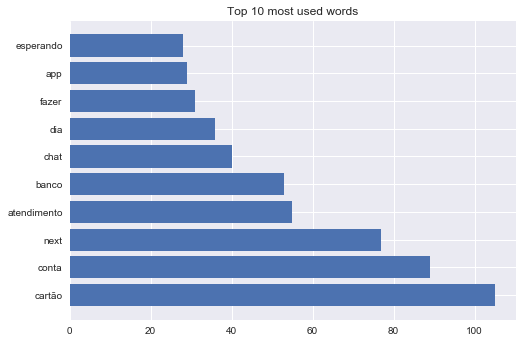 Top 10 most used words
esperando
app
fazer
dia
chat
banco
atendimento
next
conta
cartão
0 20 40 60 80 100